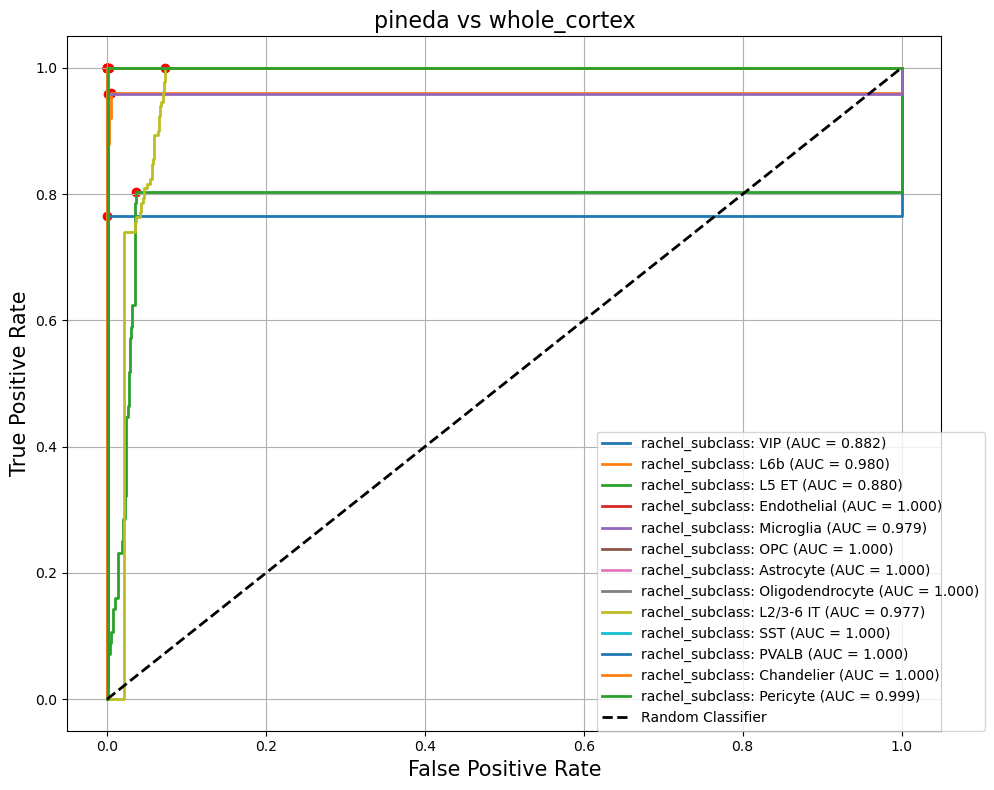 pineda vs whole_cortex
True Positive Rate
1.0
0.8
0.6
0.4
0.2
0.0
rachel_subclass: VIP (AUC = 0.882)
rachel_subclass: L6b (AUC = 0.980)
rachel_subclass: L5 ET (AUC = 0.880)
rachel_subclass: Endothelial (AUC = 1.000)
rachel_subclass: Microglia (AUC = 0.979)
rachel_subclass: OPC (AUC = 1.000)
rachel_subclass: Astrocyte (AUC = 1.000)
rachel_subclass: Oligodendrocyte (AUC = 1.000)
rachel_subclass: L2/3-6 IT (AUC = 0.977)
rachel_subclass: SST (AUC = 1.000)
rachel_subclass: PVALB (AUC = 1.000)
rachel_subclass: Chandelier (AUC = 1.000)
rachel_subclass: Pericyte (AUC = 0.999)
Random Classifier
0.0 0.2 0.4 0.6 0.8 1.0
False Positive Rate